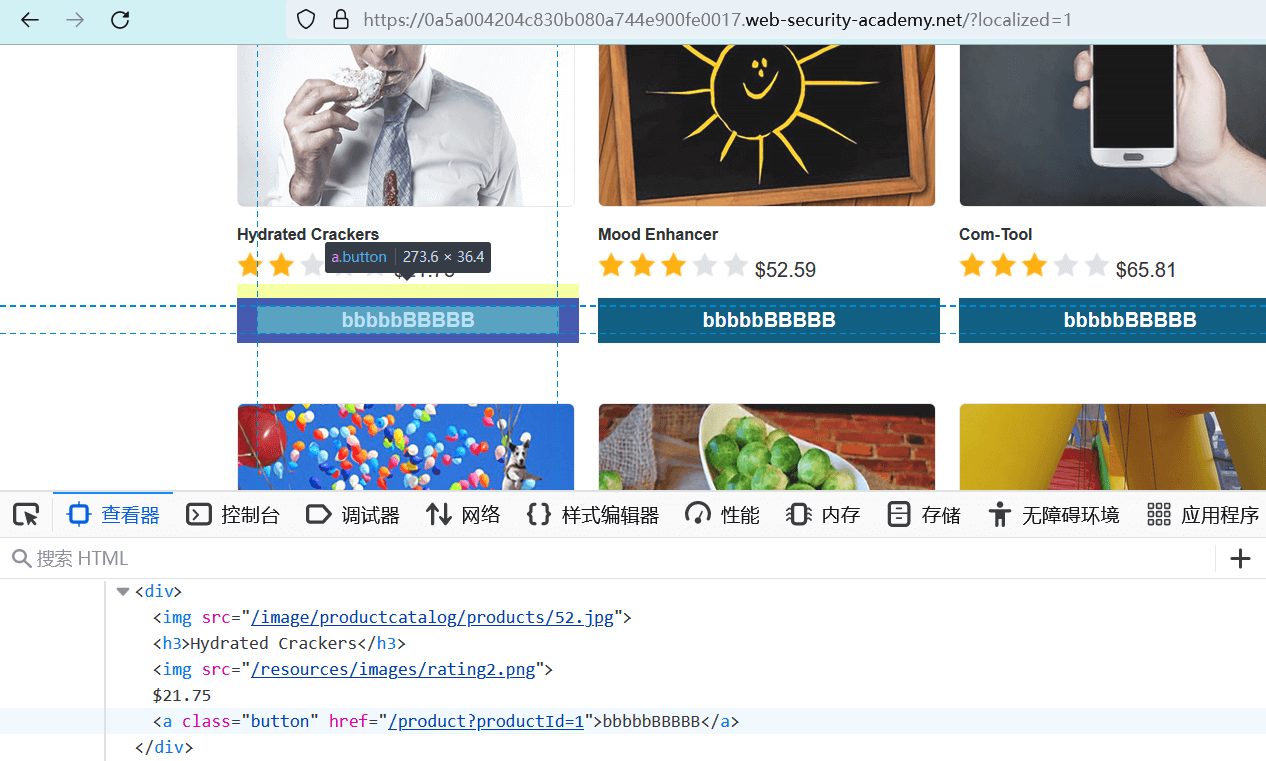 https://0a5a004204c830b080a744e900fe0017.web-security-academy.net/?localized=1
Hydrated Crackers
Mood Enhancer
Com-Tool
a.button 273.6 × 36.4
$52.59
$65.81
bbbbbBBBBB
bbbbbBBBBB
bbbbbBBBBB
查看器
控制台
调试器
网络
样式编辑器
性能
内存
存储
无障碍环境
应用程序
搜索 HTML
<div>
<img src="/image/productcatalog/products/52.jpg">
<h3>Hydrated Crackers</h3>
<img src="/resources/images/rating2.png">
$21.75
<a class="button" href="/product?productId=1">bbbbbBBBBB</a>
</div>